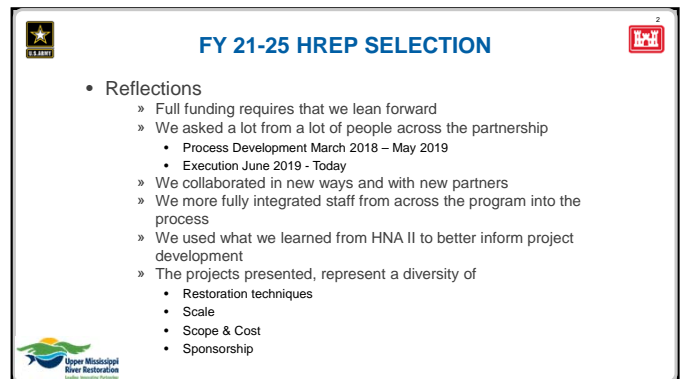 2
U.S.ARMY
FY 21-25 HREP SELECTION
• Reflections
» Full funding requires that we lean forward
» We asked a lot from a lot of people across the partnership
• Process Development March 2018 – May 2019
• Execution June 2019 - Today
» We collaborated in new ways and with new partners
» We more fully integrated staff from across the program into the
process
» We used what we learned from HNA II to better inform project
development
» The projects presented, represent a diversity of
• Restoration techniques
• Scale
• Scope & Cost
• Sponsorship
Upper Mississippi
River Restoration
Leading, Innovating, Partnering